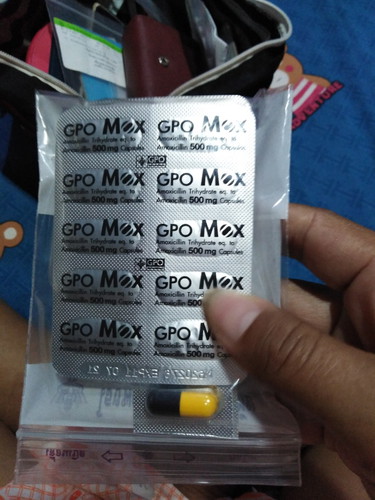 GPO Mox GPO Mox
Amoxicillin Trihydrate eq. to Amoxicillin Trihydrate eq. to
Amoxicillin 500 mg Capsules Amoxicillin 500 mg Capsules
GPO
GPO Mox GPO Mox
Amoxicillin Trihydrate eq. to Amoxicillin Trihydrate eq. to
Amoxicillin 500 mg Capsules Amoxicillin 500 mg Capsules
GPO Mox GPO Mox
Amoxicillin Trihydrate eq. to Amoxicillin Trihydrate eq. to
Amoxicillin 500 mg Capsules Amoxicillin 500 mg Capsules
GPO
GPO Mox GPO Mox
Amoxicillin Trihydrate eq. to Amoxicillin Trihydrate
Amoxicillin 500 mg Capsules Amoxicillin 500 mg
GPO Mox GPO Mox
Amoxicillin Trihydrate eq. to Amoxicillin Trihydrate eq. to
Amoxicillin 500 mg Capsules Amoxicillin 500 mg Capsules
ADVENTURE